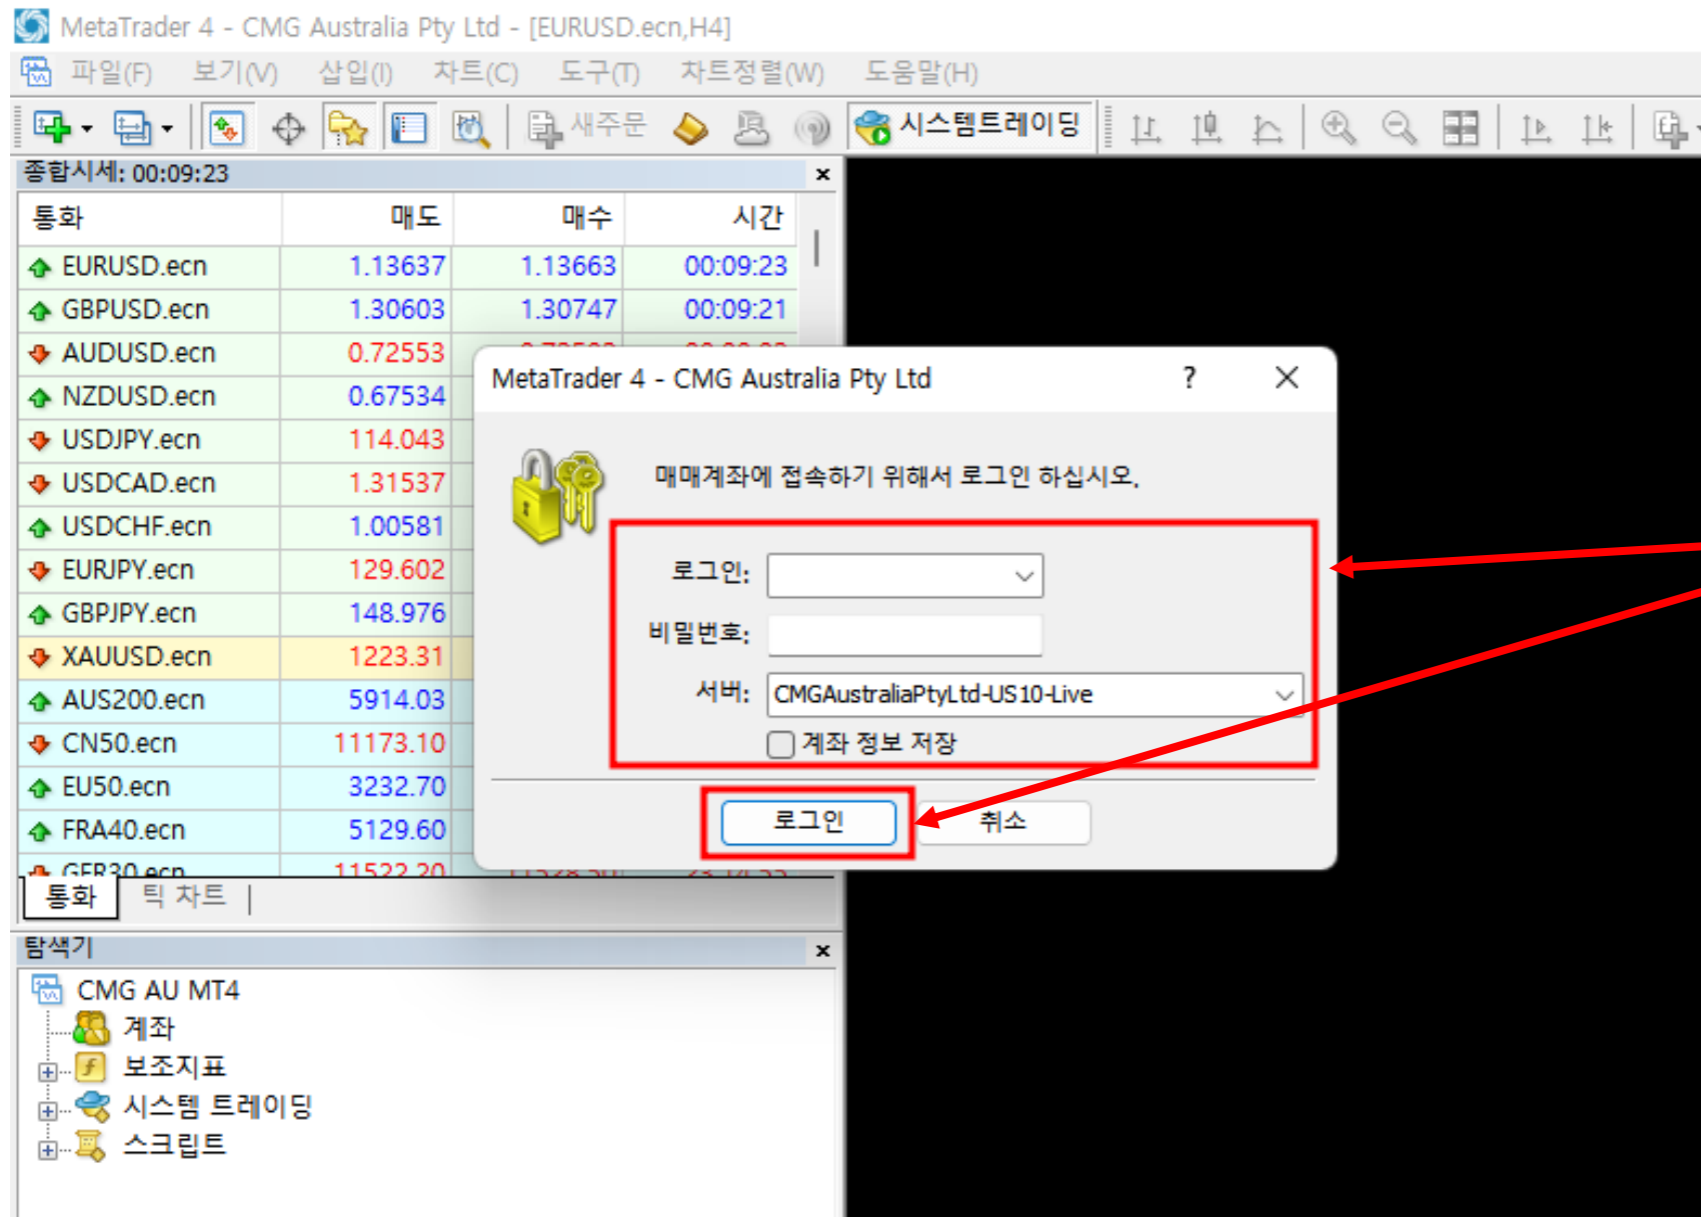 MetaTrader 4 - CMG Australia Pty Ltd - [EURUSD.ecn,H4]
파일(F) 보기(V) 삽입(I) 차트(C) 도구(T) 차트정렬(W) 도움말(H)
새주문 시스템트레이딩
종합시세: 00:09:23
통화 매도 매수 시간
EURUSD.ecn 1.13637 1.13663 00:09:23
GBPUSD.ecn 1.30603 1.30747 00:09:21
AUDUSD.ecn 0.72553
NZDUSD.ecn 0.67534
USDJPY.ecn 114.043
USDCAD.ecn 1.31537
USDCHF.ecn 1.00581
EURJPY.ecn 129.602
GBPJPY.ecn 148.976
XAUUSD.ecn 1223.31
AUS200.ecn 5914.03
CN50.ecn 11173.10
EU50.ecn 3232.70
FRA40.ecn 5129.60
GER30.ecn 11522.20
통화 틱 차트
MetaTrader 4 - CMG Australia Pty Ltd
매매계좌에 접속하기 위해서 로그인 하십시오.
로그인:
비밀번호:
서버: CMGAustraliaPtyLtd-US10-Live
계좌 정보 저장
로그인 취소
탐색기
CMG AU MT4
계좌
보조지표
시스템 트레이딩
스크립트